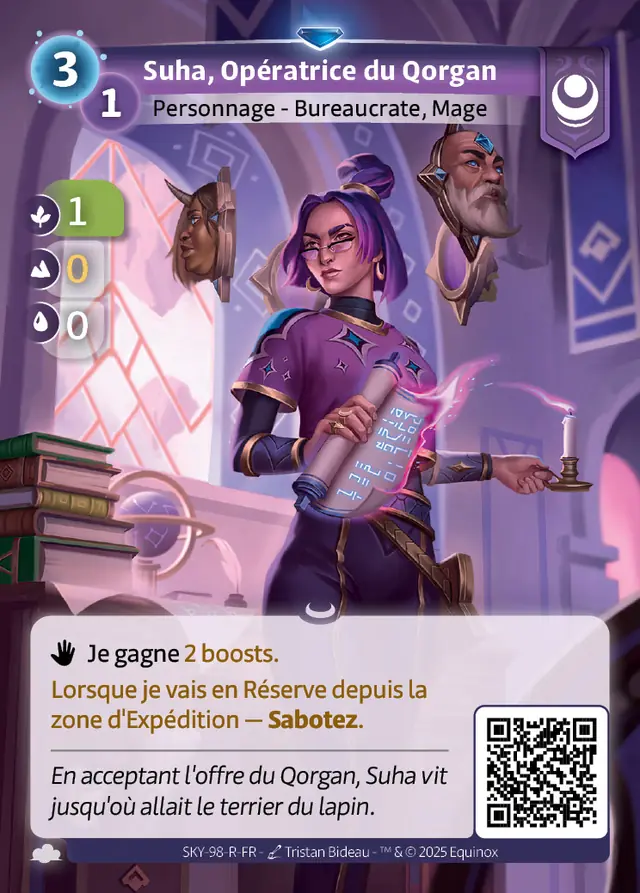 3
Suha, Opératrice du Qorgan
1
Personnage - Bureaucrate, Mage
1
0
0
Je gagne 2 boosts.
Lorsque je vais en Réserve depuis la
zone d'Expédition — Sabotez.
En acceptant l'offre du Qorgan, Suha vit
jusqu'où allait le terrier du lapin.
SKY-98-R-FR - Tristan Bideau - ™ & © 2025 Equinox